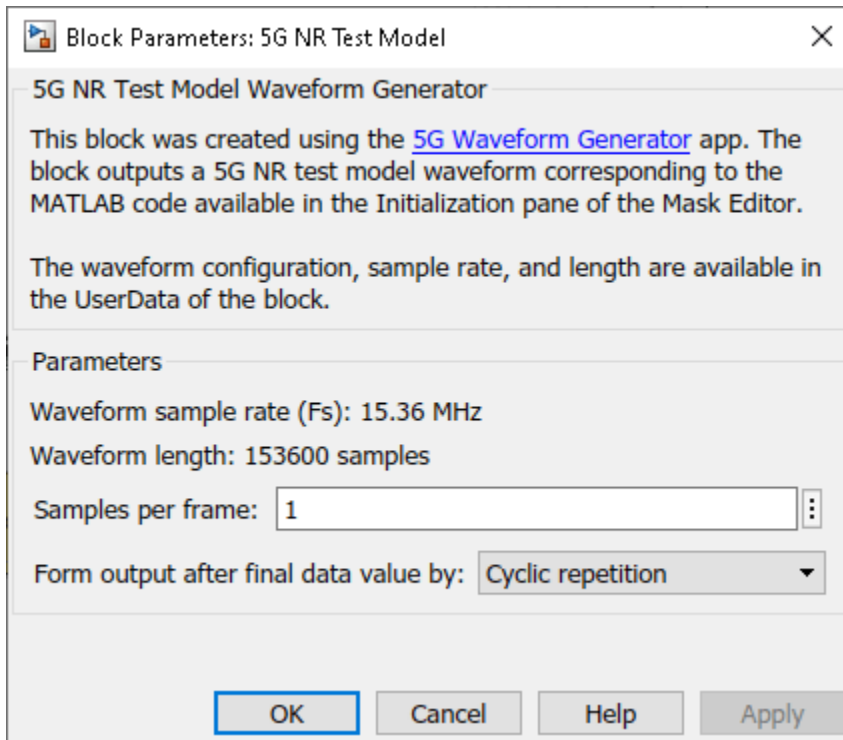 Block Parameters: 5G NR Test Model
5G NR Test Model Waveform Generator
This block was created using the 5G Waveform Generator app. The
block outputs a 5G NR test model waveform corresponding to the
MATLAB code available in the Initialization pane of the Mask Editor.
The waveform configuration, sample rate, and length are available in
the UserData of the block.
Parameters
Waveform sample rate (Fs): 15.36 MHz
Waveform length: 153600 samples
Samples per frame: 1
Form output after final data value by: Cyclic repetition
OK Cancel Help Apply